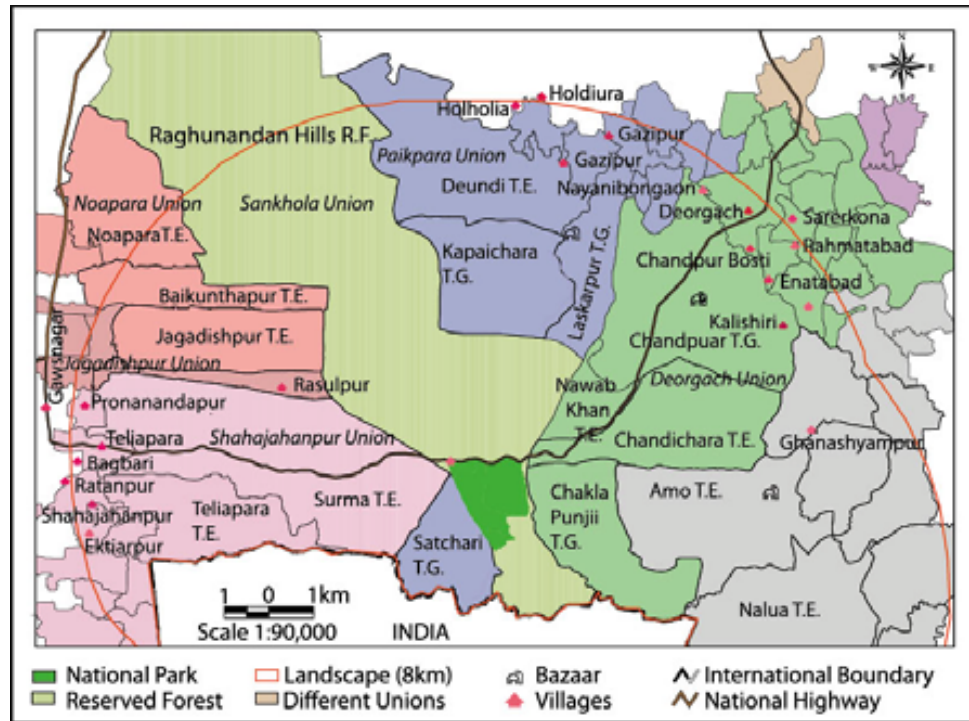 N
W E
S
Holdiura
Holholia
Raghunandan Hills R.F.
Gazipur
Paikpara Union
Gazipur
Deundi T.E.
Nayanibongaon
Noapara Union
Sankhola Union
Deorgach
Sarerkona
Noapara T.E.
Rahmatabad
Kapaichara
T.G.
Laskarpur T.G.
Chandpur Bosti
Enatabad
Baikunthapur T.E.
Kalishiri
Jagadishpur T.E.
Chandpuar T.G.
Gawsnagar
Jagadishpur Union
Rasulpur
Nawab
Khan
T.E.
Deorgach Union
Pronanandapur
Teljapara
Shahajahanpur Union
Chandichara T.E.
Ghanashyampur
Bagbari
Ratanpur
Surma T.E.
Chakla
Punjii
T.G.
Amo T.E.
Shahajahanpur
Teliapara
T.E.
Ektiarpur
Satchari
T.G.
1 0 1km
Scale 1:90,000
INDIA
Nalua T.E.
National Park
Landscape (8km)
Bazaar
International Boundary
Reserved Forest
Different Unions
Villages
National Highway